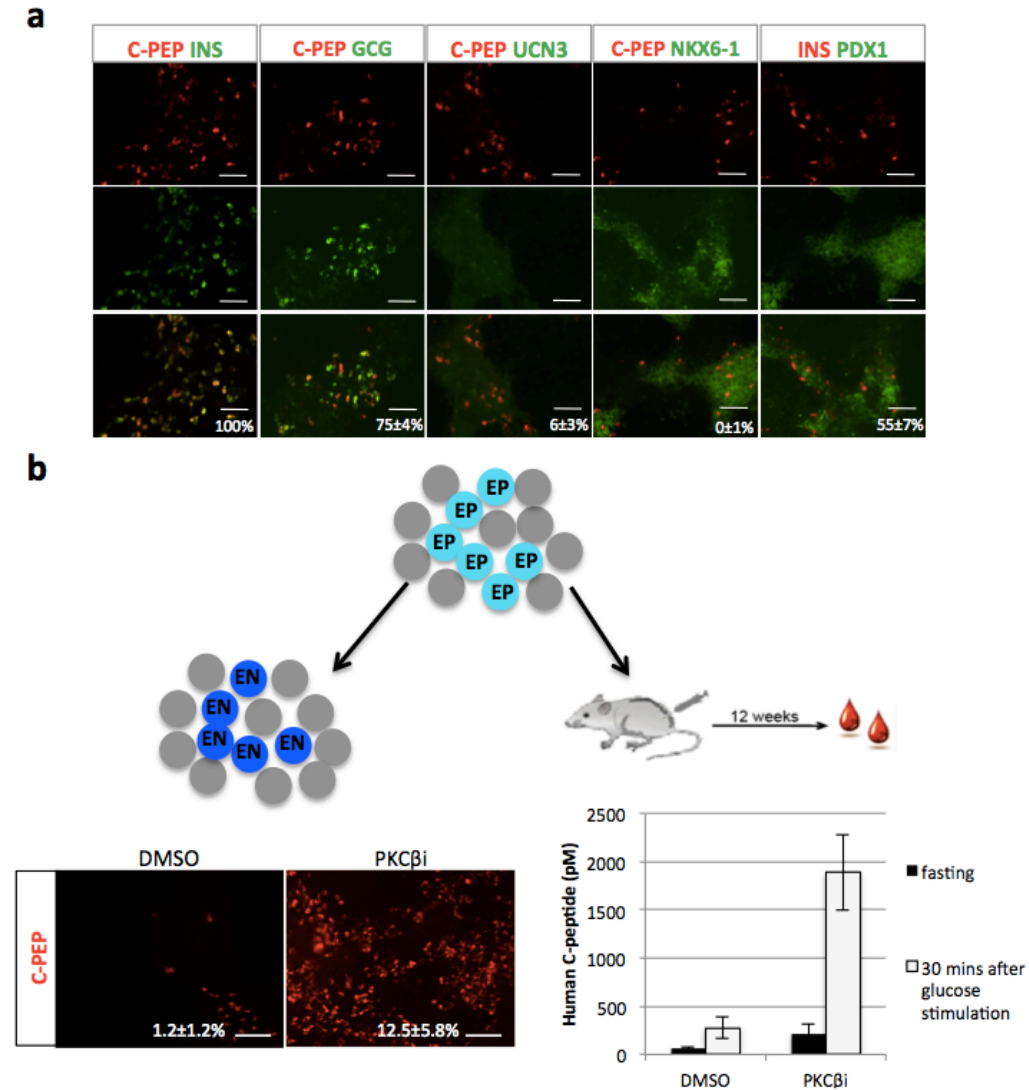 a
C-PEP INS
C-PEP GCG
C-PEP UCN3
C-PEP NKX6-1
INS PDX1
100%
75±4%
6±3%
0±1%
55±7%
b
EP
EP
EP
EP
EP
EP
EN
EN
EN
EN
EN
12 weeks
DMSO
PKCβi
C-PEP
1.2±1.2%
12.5±5.8%
Human C-peptide (pM)
2500
2000
1500
1000
500
0
DMSO
PKCβi
fasting
30 mins after
glucose
stimulation